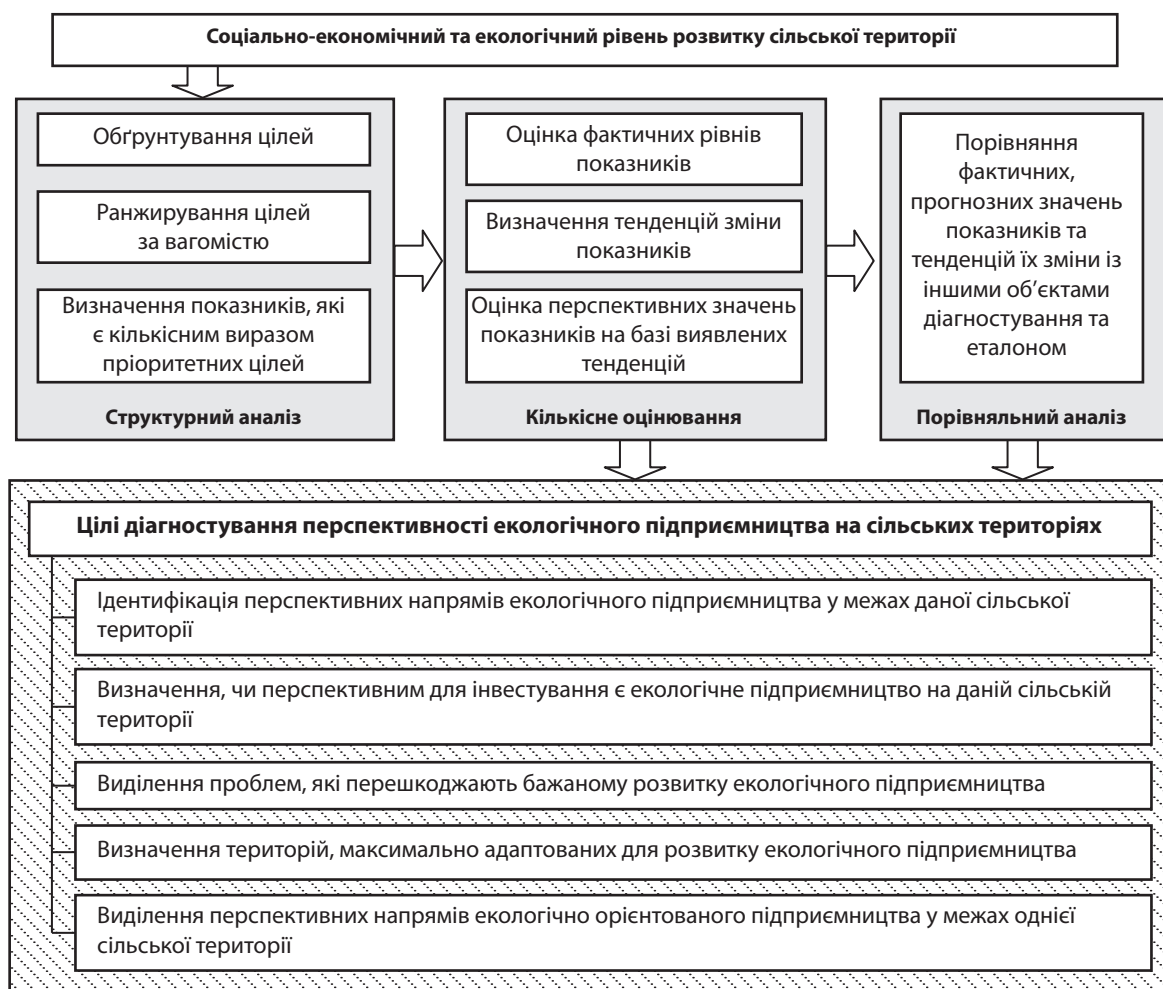 Соціально-економічний та екологічний рівень розвитку сільської території
Обґрунтування цілей
Ранжирування цілей
за вагомістю
Визначення показників, які
є кількісним виразом
пріоритетних цілей
Структурний аналіз
Оцінка фактичних рівнів
показників
Визначення тенденцій зміни
показників
Оцінка перспективних значень
показників на базі виявлених
тенденцій
Кількісне оцінювання
Порівняння
фактичних,
прогнозних значень
показників та
тенденцій їх зміни із
іншими об’єктами
діагностування та
еталоном
Порівняльний аналіз
Цілі діагностування перспективності екологічного підприємництва на сільських територіях
Ідентифікація перспективних напрямів екологічного підприємництва у межах даної сільської
території
Визначення, чи перспективним для інвестування є екологічне підприємництво на даній сільській
території
Виділення проблем, які перешкоджають бажаному розвитку екологічного підприємництва
Визначення територій, максимально адаптованих для розвитку екологічного підприємництва
Виділення перспективних напрямів екологічно орієнтованого підприємництва у межах однієї
сільської території